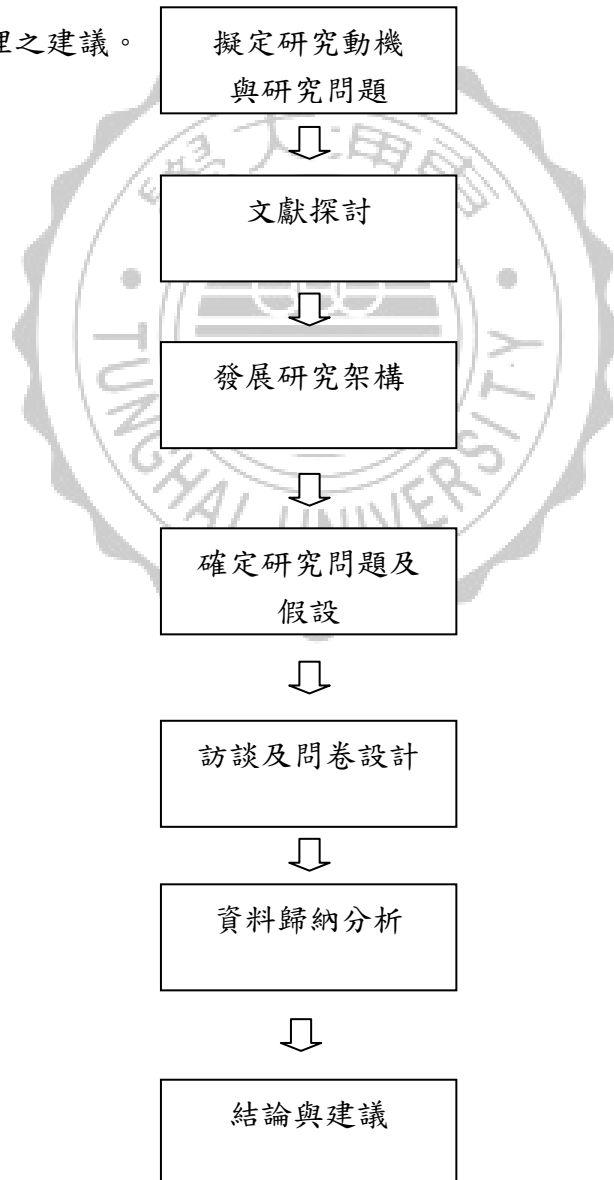 理之建議。
擬定研究動機
與研究問題
文獻探討
發展研究架構
確定研究問題及
假設
訪談及問卷設計
資料歸納分析
結論與建議
TUNGHAI UNIVERSITY